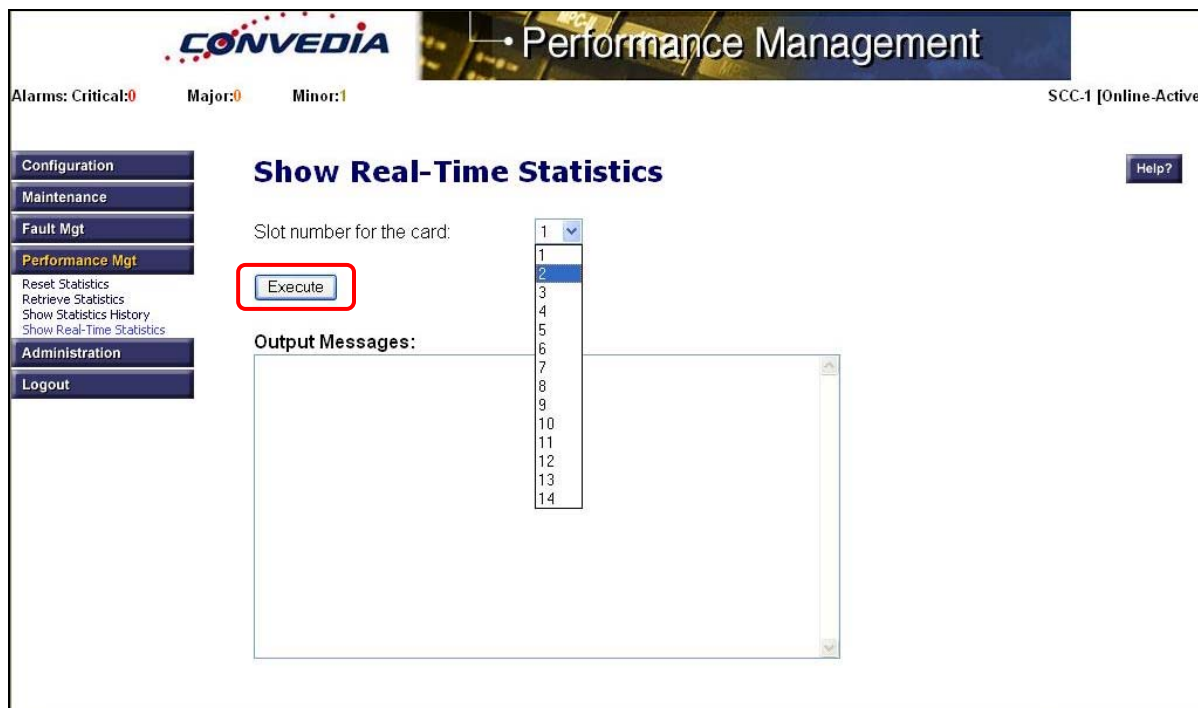 CONVEDIA
Performance Management
Alarms: Critical:0 Major:0 Minor:1
SCC-1 [Online-Active
Configuration
Maintenance
Fault Mgt
Performance Mgt
Reset Statistics
Retrieve Statistics
Show Statistics History
Show Real-Time Statistics
Administration
Logout
Show Real-Time Statistics
Help?
Slot number for the card: 1
1
2
3
4
5
6
7
8
9
10
11
12
13
14
Execute
Output Messages: